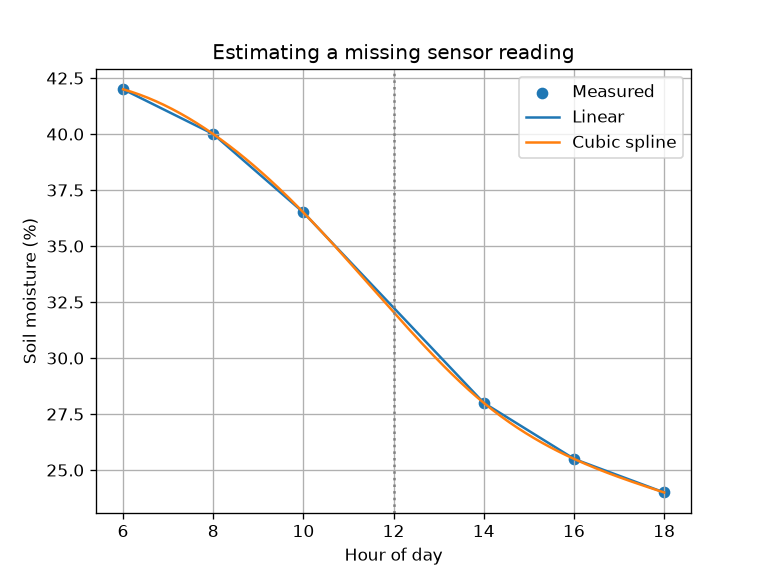 Estimating a missing sensor reading
Measured
Linear
Cubic spline
Soil moisture (%)
42.5
40.0
37.5
35.0
32.5
30.0
27.5
25.0
6 8 10 12 14 16 18
Hour of day